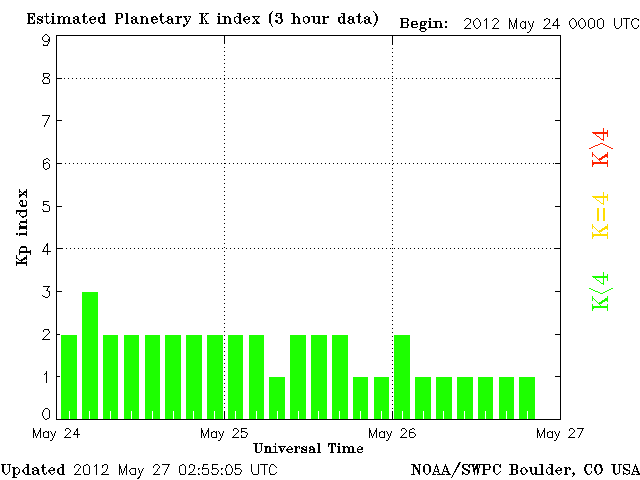 Estimated Planetary K index (3 hour data) Begin: 2012 May 24 0000 UTC
9
8
7
6
5
4
3
2
1
0
Kp index
May 24 May 25 May 26 May 27
Universal Time
K>4
K=4
K<4
Updated 2012 May 27 02:55:05 UTC NOAA/SWPC Boulder, CO USA